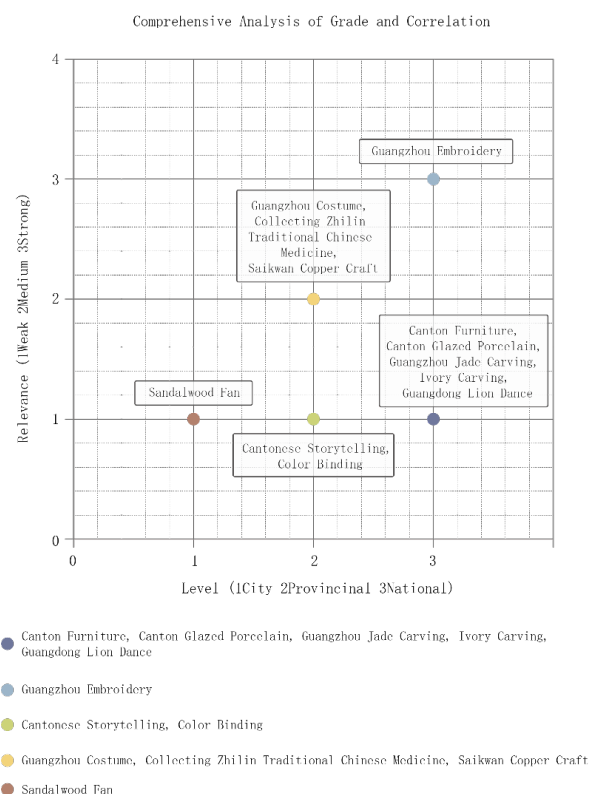 Comprehensive Analysis of Grade and Correlation
4
Guangzhou Embroidery
3
Guangzhou Costume,
Collecting Zhilin
Traditional Chinese
Medicine,
Saikwan Copper Craft
Relevance (1Weak 2Medium 3Strong)
2
Canton Furniture,
Canton Glazed Porcelain,
Guangzhou Jade Carving,
Ivory Carving,
Guangdong Lion Dance
Sandalwood Fan
1
Cantonese Storytelling,
Color Binding
0
0 1 2 3
Level (1City 2Provincinal 3National)
Canton Furniture, Canton Glazed Porcelain, Guangzhou Jade Carving, Ivory Carving,
Guangdong Lion Dance
Guangzhou Embroidery
Cantonese Storytelling, Color Binding
Guangzhou Costume, Collecting Zhilin Traditional Chinese Medicine, Saikwan Copper Craft
Sandalwood Fan